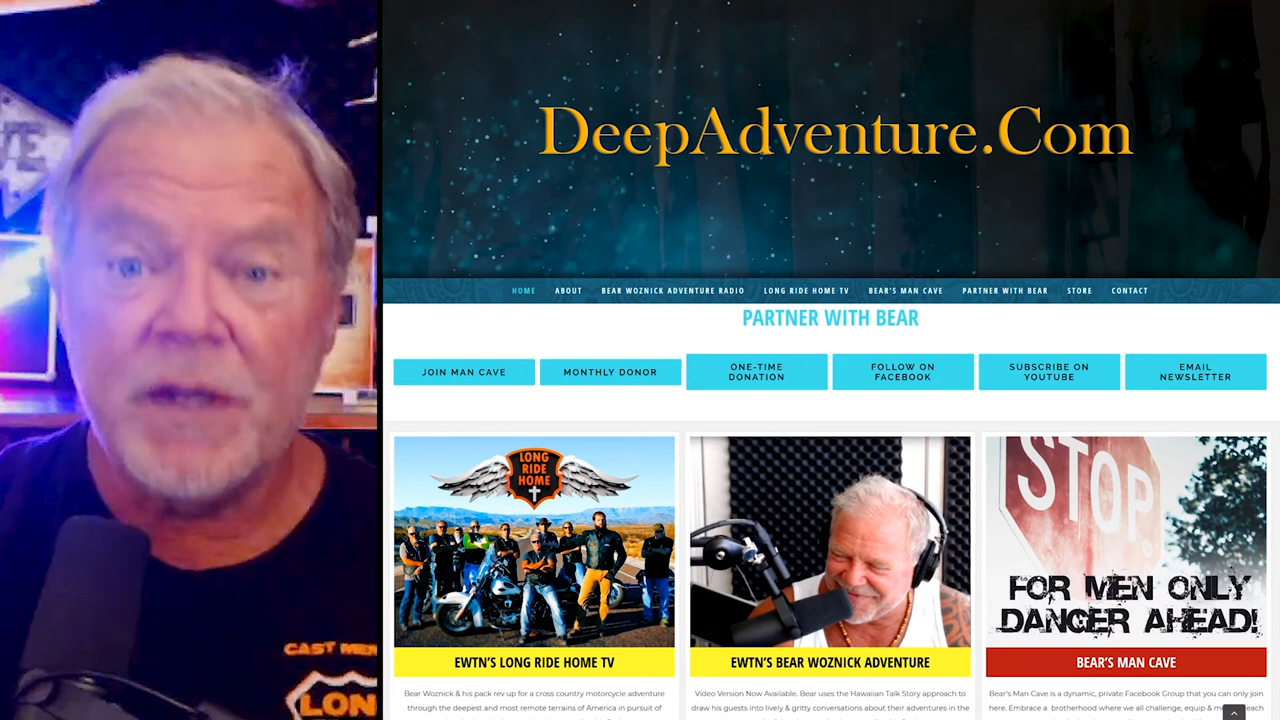 DeepAdventure.Com
HOME ABOUT BEAR WOZNICK ADVENTURE RADIO LONG RIDE HOME TV BEAR'S MAN CAVE PARTNER WITH BEAR STORE CONTACT
PARTNER WITH BEAR
JOIN MAN CAVE
MONTHLY DONOR
ONE-TIME
DONATION
FOLLOW ON
FACEBOOK
SUBSCRIBE ON
YOUTUBE
EMAIL
NEWSLETTER
LONG
RIDE
HOME
STOP
FOR MEN ONLY
DANGER AHEAD!
EWTN'S LONG RIDE HOME TV
EWTN'S BEAR WOZNICK ADVENTURE
BEAR'S MAN CAVE
Bear Woznick & his pack rev up for a cross country motorcycle adventure
through the deepest and most remote terrains of America in pursuit of
Video Version Now Available. Bear uses the Hawaiian Talk Story approach to
draw his guests into lively & gritty conversations about their adventures in the
Bear's Man Cave is a dynamic, private Facebook Group that you can only join
here. Embrace a brotherhood where we all challenge, equip &
CAST
LON